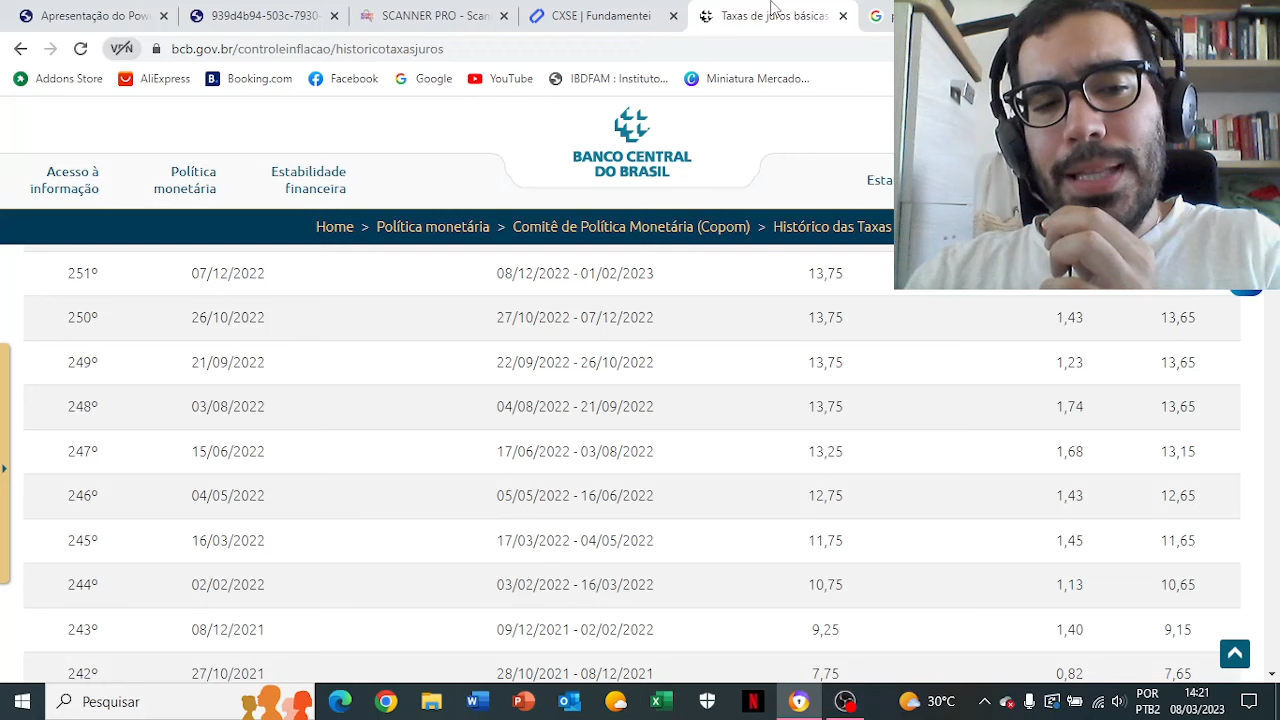 Apresentação do Powe
939d4b94-503c-7930-
SCANNER PRO - Scan
CXSE | Fundamentei
Taxas de juros básicas
VPN
bcb.gov.br/controleinflacao/historicotaxasjuros
Addons Store
AliExpress
Booking.com
Facebook
Google
YouTube
IBDFAM : Instituto...
Miniatura Mercado...
BANCO CENTRAL
DO BRASIL
Acesso à
informação
Política
monetária
Estabilidade
financeira
Esta
Home > Política monetária > Comitê de Política Monetária (Copom) > Histórico das Taxas
251º 07/12/2022 08/12/2022 - 01/02/2023 13,75
250º 26/10/2022 27/10/2022 - 07/12/2022 13,75 1,43 13,65
249º 21/09/2022 22/09/2022 - 26/10/2022 13,75 1,23 13,65
248º 03/08/2022 04/08/2022 - 21/09/2022 13,75 1,74 13,65
247º 15/06/2022 17/06/2022 - 03/08/2022 13,25 1,68 13,15
246º 04/05/2022 05/05/2022 - 16/06/2022 12,75 1,43 12,65
245º 16/03/2022 17/03/2022 - 04/05/2022 11,75 1,45 11,65
244º 02/02/2022 03/02/2022 - 16/03/2022 10,75 1,13 10,65
243º 08/12/2021 09/12/2021 - 02/02/2022 9,25 1,40 9,15
242º 27/10/2021 28/10/2021 - 08/12/2021 7,75 0,82 7,65
Pesquisar
30°C
POR
PTB2
14:21
08/03/2023